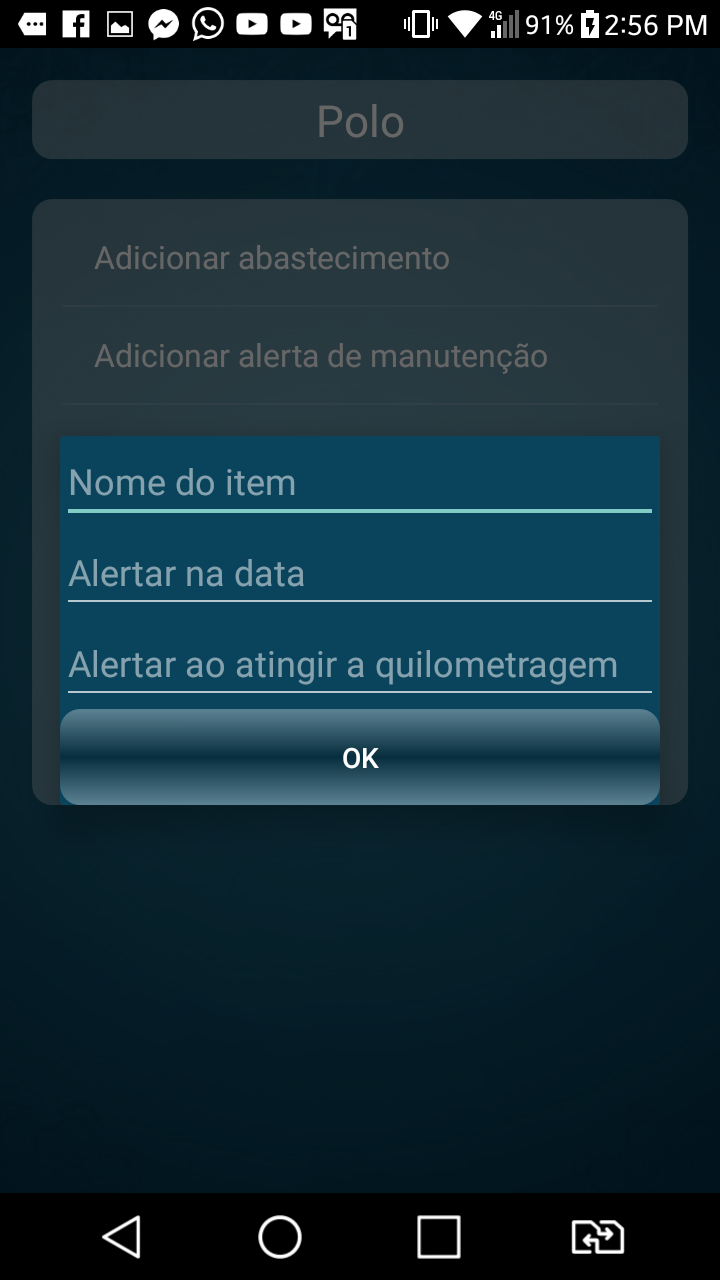 4G 91% 2:56 PM
1
Polo
Adicionar abastecimento
Adicionar alerta de manutenção
Nome do item
Alertar na data
Alertar ao atingir a quilometragem
OK